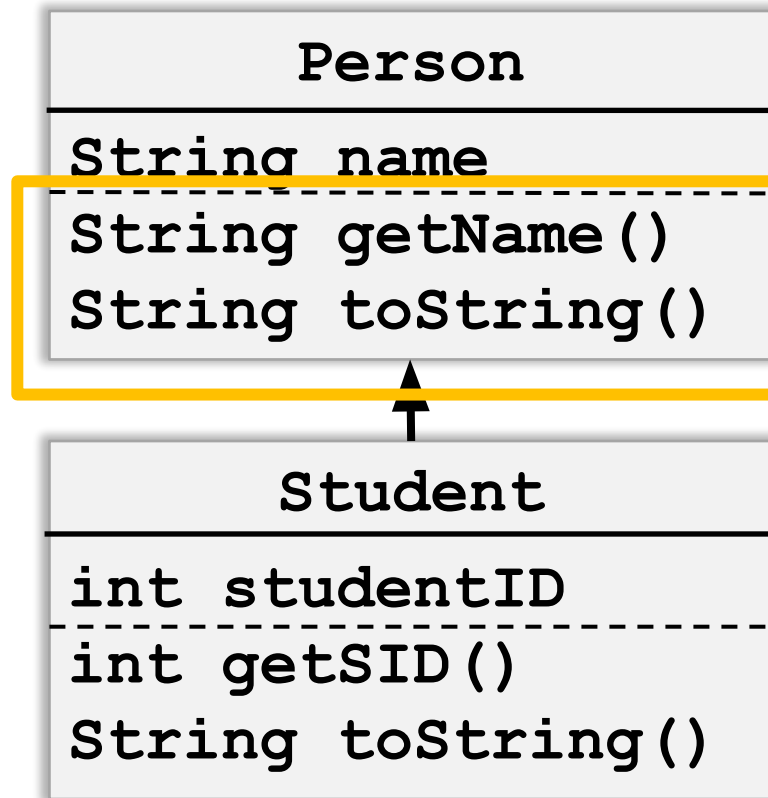 Person
String name
String getName()
String toString()
Student
int studentID
int getSID()
String toString()